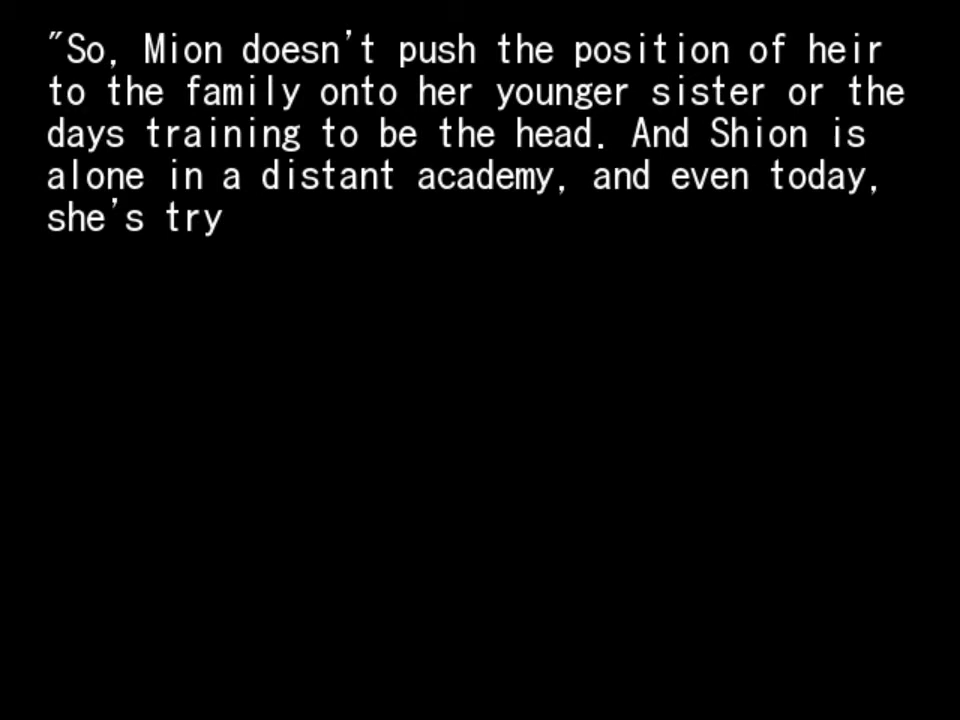 "So, Mion doesn't push the position of heir
to the family onto her younger sister or the
days training to be the head. And Shion is
alone in a distant academy, and even today,
she's try